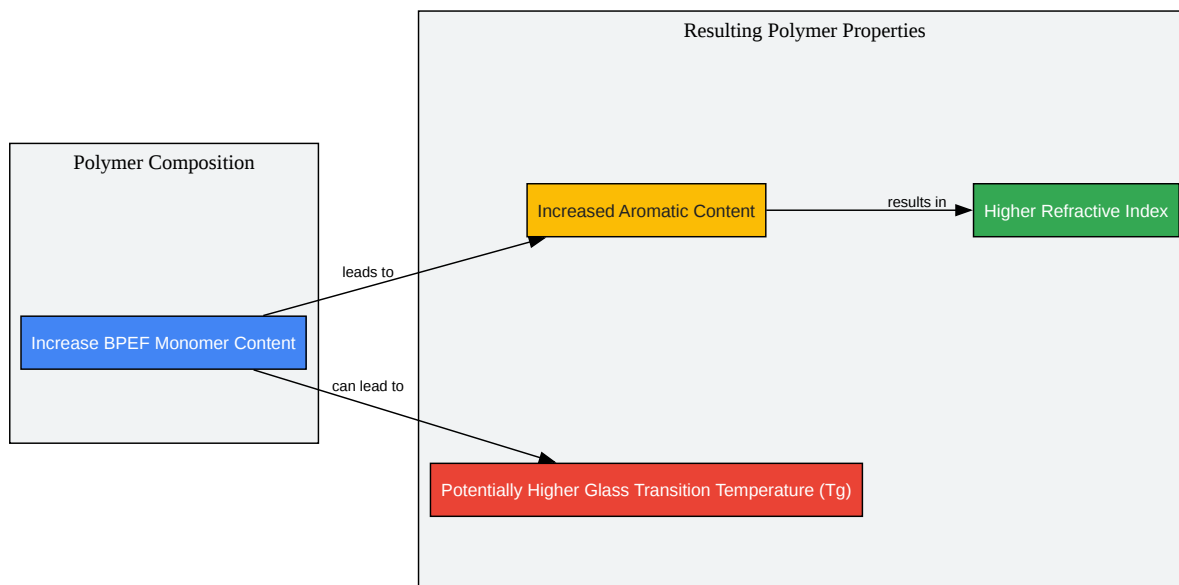 Resulting Polymer Properties
Polymer Composition
Increased Aromatic Content
results in
Higher Refractive Index
leads to
Increase BPEF Monomer Content
can lead to
Potentially Higher Glass Transition Temperature (Tg)